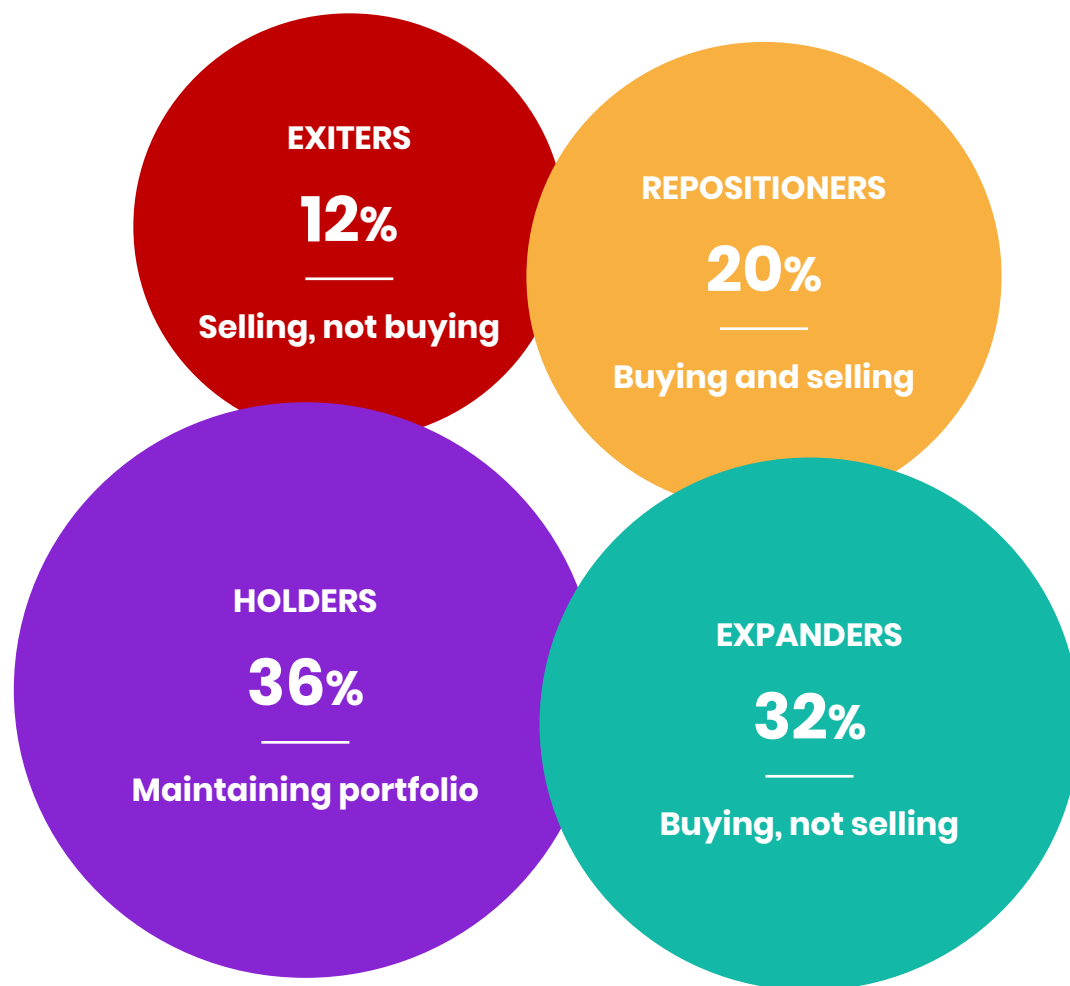 EXITERS
12%
Selling, not buying
REPOSITIONERS
20%
Buying and selling
HOLDERS
36%
Maintaining portfolio
EXPANDERS
32%
Buying, not selling